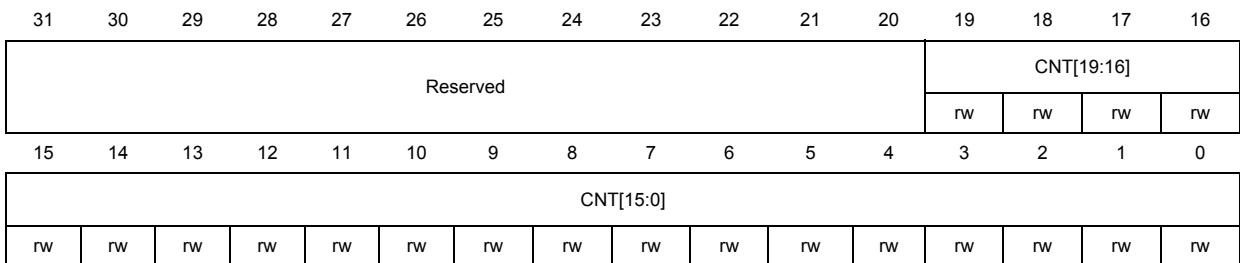 31 30 29 28 27 26 25 24 23 22 21 20 19 18 17 16
Reserved
CNT[19:16]
rw rw rw rw
15 14 13 12 11 10 9 8 7 6 5 4 3 2 1 0
CNT[15:0]
rw rw rw rw rw rw rw rw rw rw rw rw rw rw rw rw